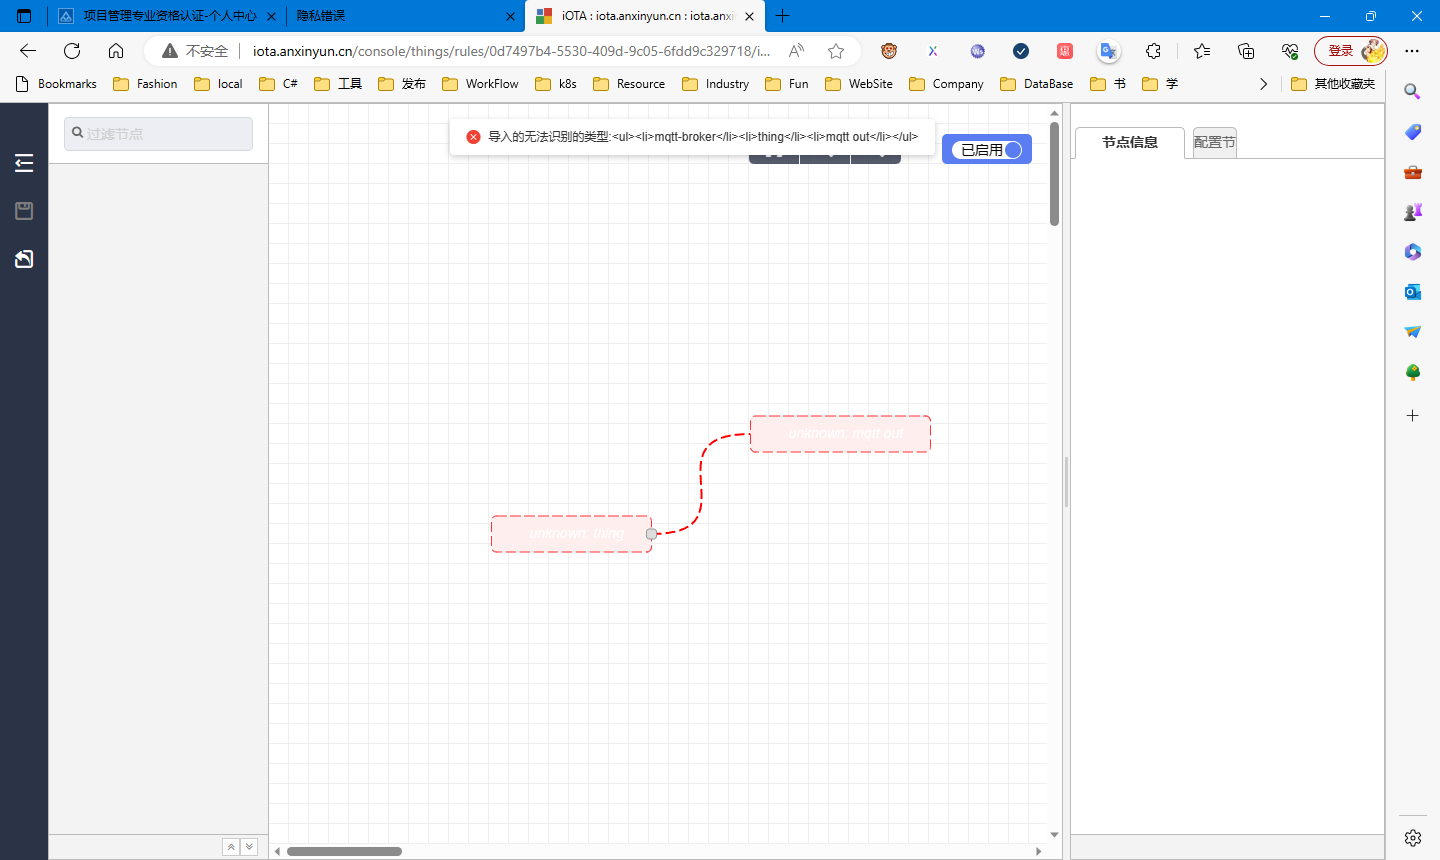 项目管理专业资格认证-个人中心
隐私错误
iOTA : iota.anxinyun.cn : iota.anxi
不安全
iota.anxinyun.cn/console/things/rules/0d7497b4-5530-409d-9c05-6fdd9c329718/i...
登录
Bookmarks
Fashion
local
C#
工具
发布
WorkFlow
k8s
Resource
Industry
Fun
WebSite
Company
DataBase
书
学
其他收藏夹
过滤节点
导入的无法识别的类型:<ul><li>mqtt-broker</li><li>thing</li><li>mqtt out</li></ul>
已启用
节点信息
配置节
unknown: mqtt out
unknown: thing